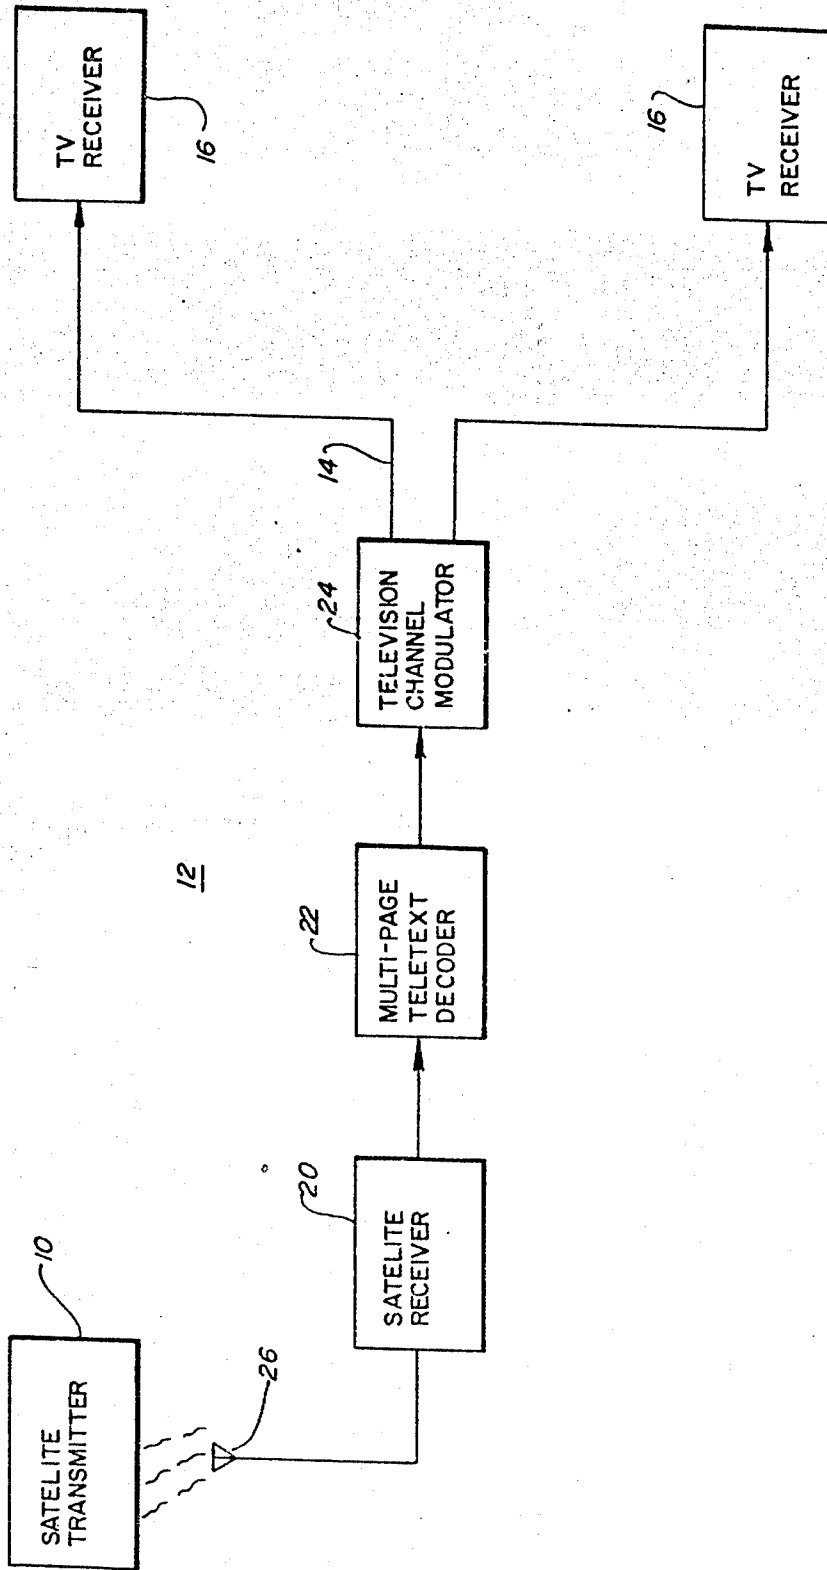 SATELITE
TRANSMITTER
10
26
SATELITE
RECEIVER
20
12
MULTI-PAGE
TELETEXT
DECODER
22
TELEVISION
CHANNEL
MODULATOR
24
14
TV
RECEIVER
16
TV
RECEIVER
16